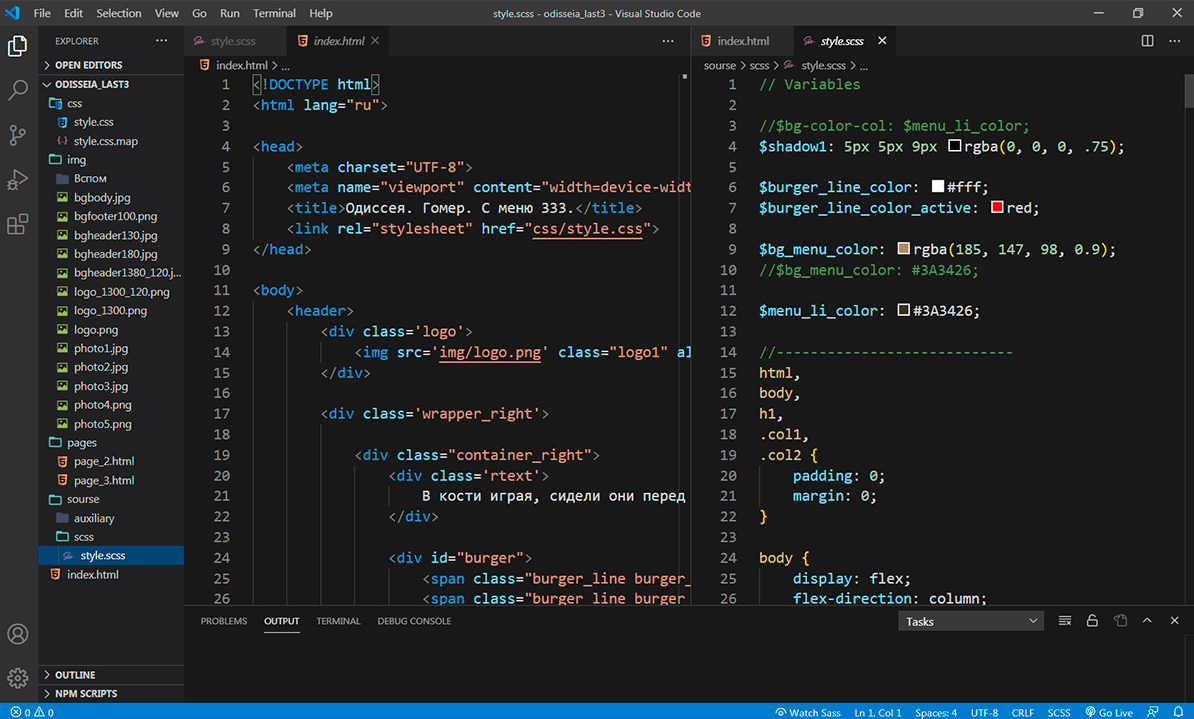 File Edit Selection View Go Run Terminal Help style.scss - odisseia_last3 - Visual Studio Code
EXPLORER ...
OPEN EDITORS
ODISSEIA_LAST3
css
style.css
style.css.map
img
Вспом
bgbody.jpg
bgfooter100.png
bgheader130.jpg
bgheader180.jpg
bgheader1380_120.j...
logo_1300_120.png
logo_1300.png
logo.png
photo1.jpg
photo2.jpg
photo3.jpg
photo4.png
photo5.png
pages
page_2.html
page_3.html
sourse
auxiliary
scss
style.scss
index.html
OUTLINE
NPM SCRIPTS
style.scss index.html
index.html > ...
1 <!DOCTYPE html>
2 <html lang="ru">
3
4 <head>
5 <meta charset="UTF-8">
6 <meta name="viewport" content="width=device-widt
7 <title>Одиссея. Гомер. С меню 333.</title>
8 <link rel="stylesheet" href="css/style.css">
9 </head>
10
11 <body>
12 <header>
13 <div class='logo'>
14 <img src='img/logo.png' class="logo1" al
15 </div>
16
17 <div class='wrapper_right'>
18
19 <div class="container_right">
20 <div class='rtext'>
21 В кости играя, сидели они перед
22 </div>
23
24 <div id="burger">
25 <span class="burger_line burger_
26 <span class="burger line burger
index.html style.scss
sourse > scss > style.scss > ...
1 // Variables
2
3 //$bg-color-col: $menu_li_color;
4 $shadow1: 5px 5px 9px rgba(0, 0, 0, .75);
5
6 $burger_line_color: #fff;
7 $burger_line_color_active: red;
8
9 $bg_menu_color: rgba(185, 147, 98, 0.9);
10 //$bg_menu_color: #3A3426;
11
12 $menu_li_color: #3A3426;
13
14 //----------------------------
15 html,
16 body,
17 h1,
18 .col1,
19 .col2 {
20 padding: 0;
21 margin: 0;
22 }
23
24 body {
25 display: flex;
26 flex-direction: column;
PROBLEMS OUTPUT TERMINAL DEBUG CONSOLE Tasks
0 0 Watch Sass Ln 1, Col 1 Spaces: 4 UTF-8 CRLF SCSS Go Live